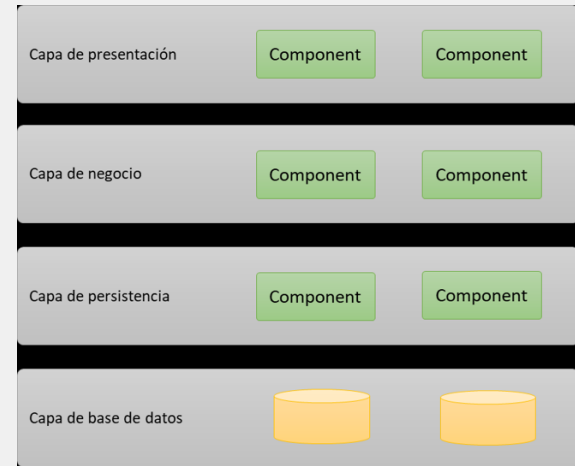 Capa de presentación Component Component
Capa de negocio Component Component
Capa de persistencia Component Component
Capa de base de datos